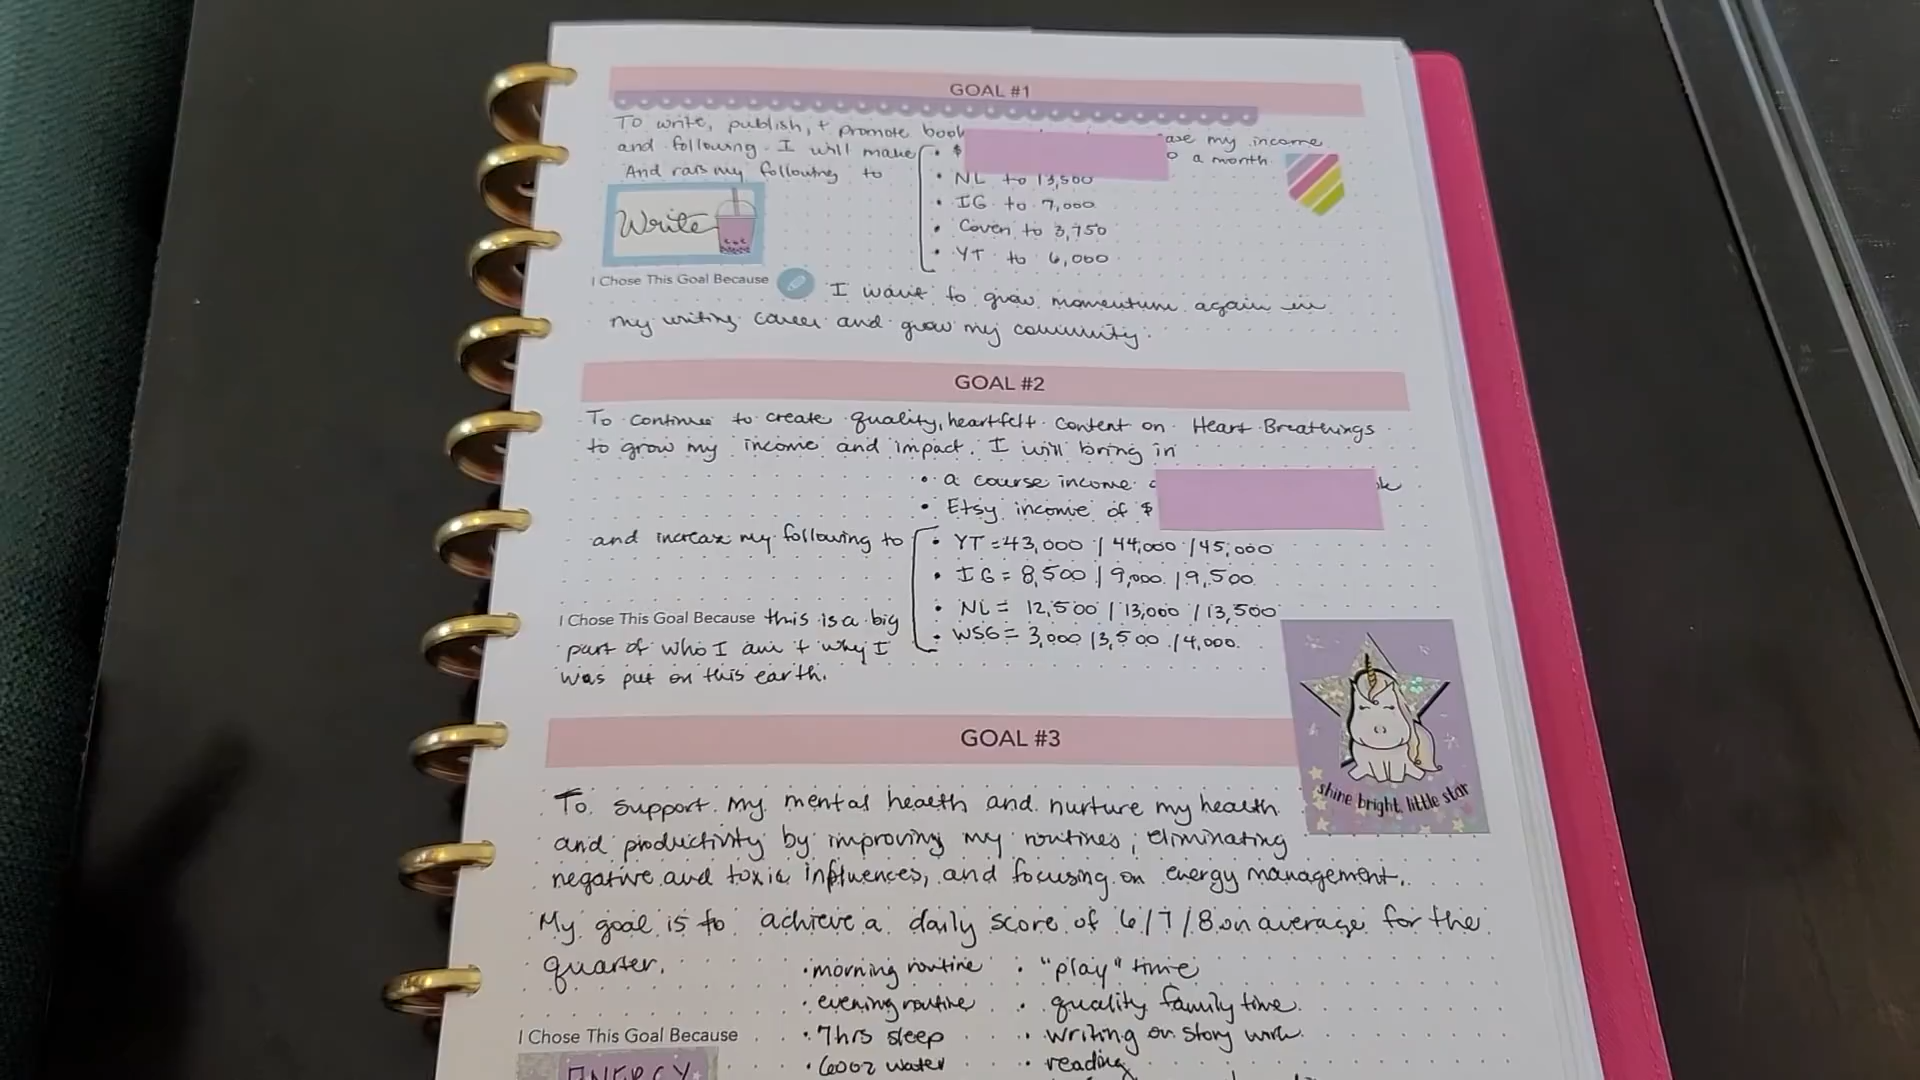 GOAL #1
To write, publish, + promote book my income
and following. I will make • $ a month
And rais my following to • NL to 13,500
• IG to 7,000
Write
• Coven to 3,750
• YT to 6,000
I Chose This Goal Because I want to grow momentum again in
my writing career and grow my community.
GOAL #2
To continue to create quality, heartfelt content on Heart Breathings
to grow my income and impact. I will bring in
• a course income
• Etsy income of $
and increase my following to • YT = 43,000 / 44,000 / 45,000
• IG = 8,500 / 9,000 / 9,500
• NL = 12,500 / 13,000 / 13,500
I Chose This Goal Because this is a big • WSG = 3,000 / 3,500 / 4,000.
part of who I am + why I
was put on this earth.
GOAL #3
shine bright, little star
To support my mental health and nurture my health
and productivity by improving my routines, eliminating
negative and toxic influences, and focusing on energy management.
My goal is to achieve a daily score of 6/7/8 on average for the
quarter. • morning routine • "play" time
• evening routine • quality family time
I Chose This Goal Because • 7hrs sleep • writing or story work
ENERGY • 60oz water • reading